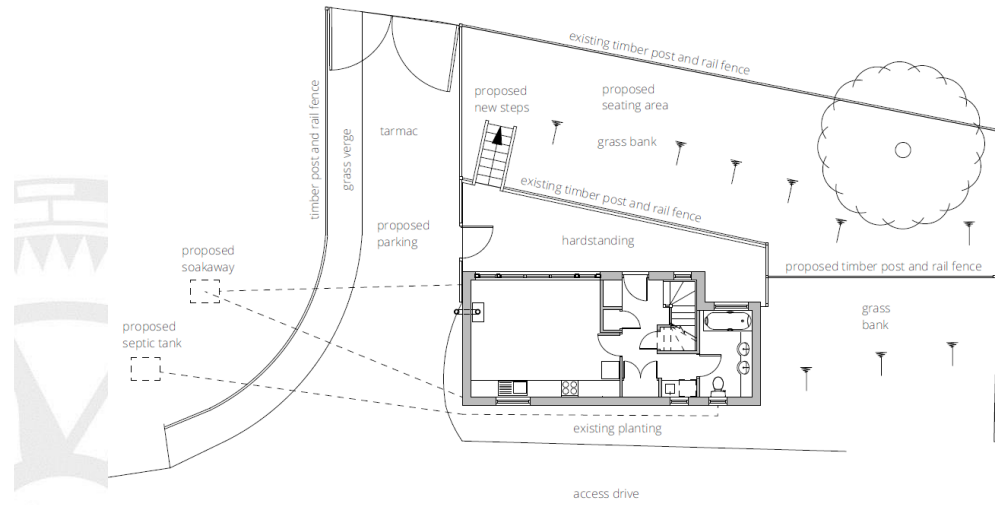 existing timber post and rail fence
proposed
new steps
proposed
seating area
grass bank
timber post and rail fence
grass verge
tarmac
existing timber post and rail fence
proposed
parking
hardstanding
proposed
soakaway
proposed timber post and rail fence
grass
bank
proposed
septic tank
existing planting
access drive